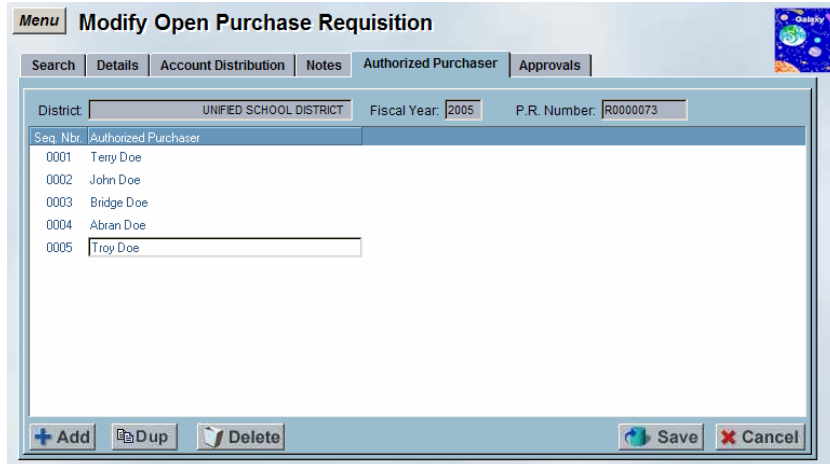 Menu Modify Open Purchase Requisition
Galaxy
Search Details Account Distribution Notes Authorized Purchaser Approvals
District: UNIFIED SCHOOL DISTRICT Fiscal Year: 2005 P.R. Number: R0000073
Seq. Nbr. Authorized Purchaser
0001 Terry Doe
0002 John Doe
0003 Bridge Doe
0004 Abran Doe
0005 Troy Doe
Add Dup Delete Save Cancel